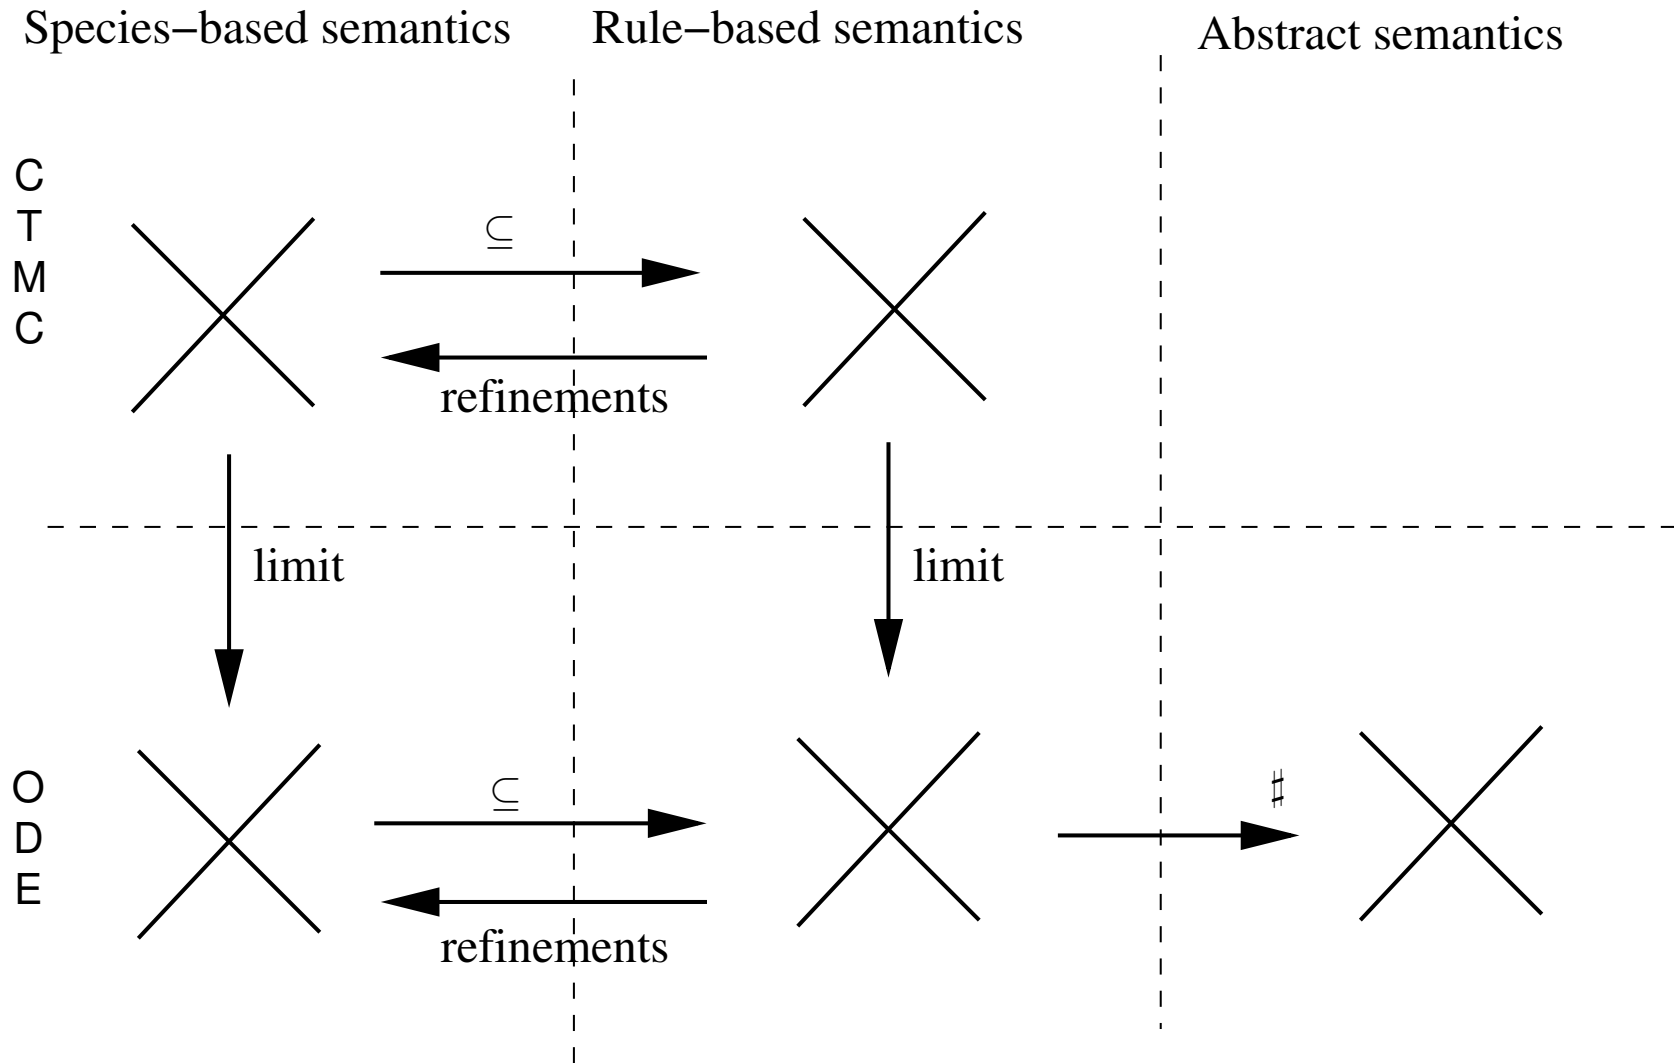 Species−based semantics
Rule−based semantics
Abstract semantics
C
T
M
C
⊆
refinements
limit
limit
O
D
E
⊆
♯
refinements